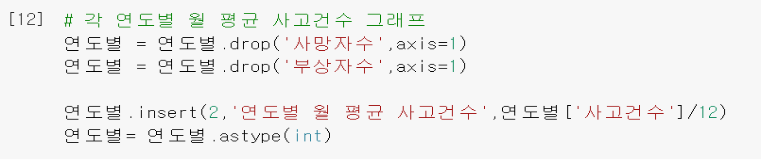 [12] # 각 연도별 월 평균 사고건수 그래프
연도별 = 연도별.drop('사망자수',axis=1)
연도별 = 연도별.drop('부상자수',axis=1)
연도별.insert(2,'연도별 월 평균 사고건수',연도별['사고건수']/12)
연도별= 연도별.astype(int)